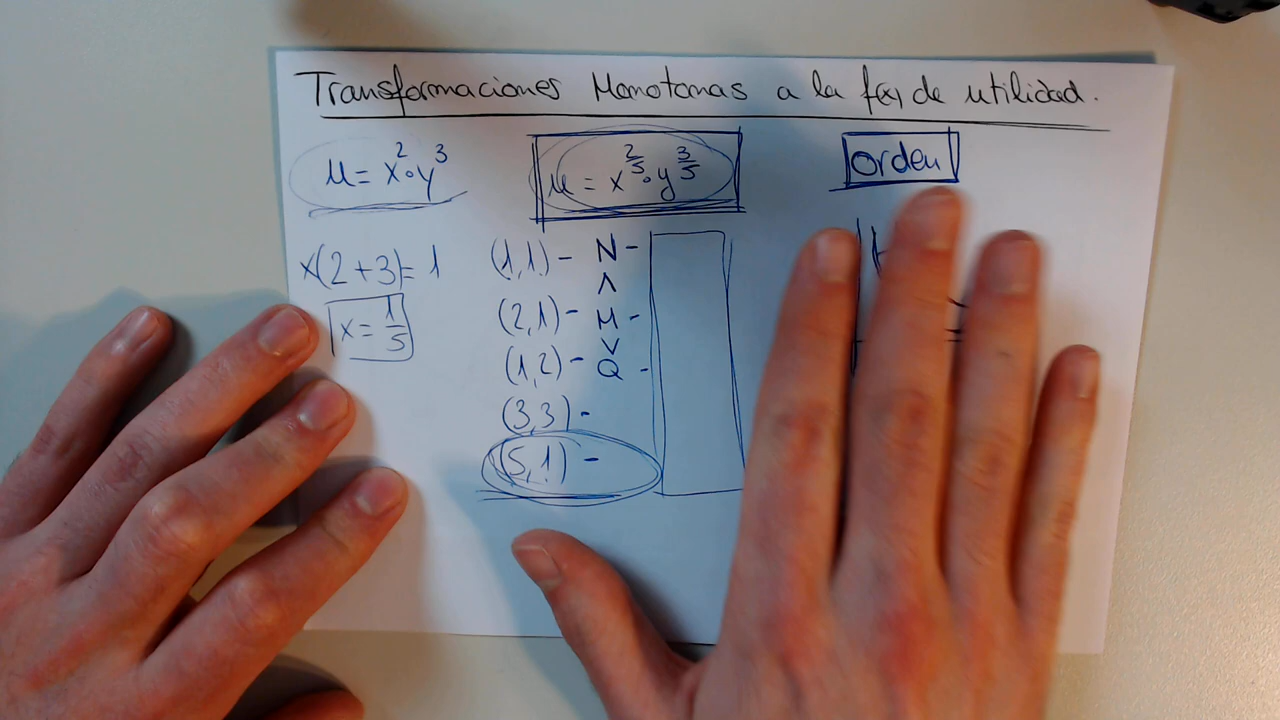 Transformaciones Monotonas a la f(x) de utilidad.
u = x²·y³
x(2+3)=1
x = 1/5
u = x^2/5·y^3/5
(1,1) - N -
^
(2,1) - M -
v
(1,2) - Q -
(3,3) -
(5,1) -
orden